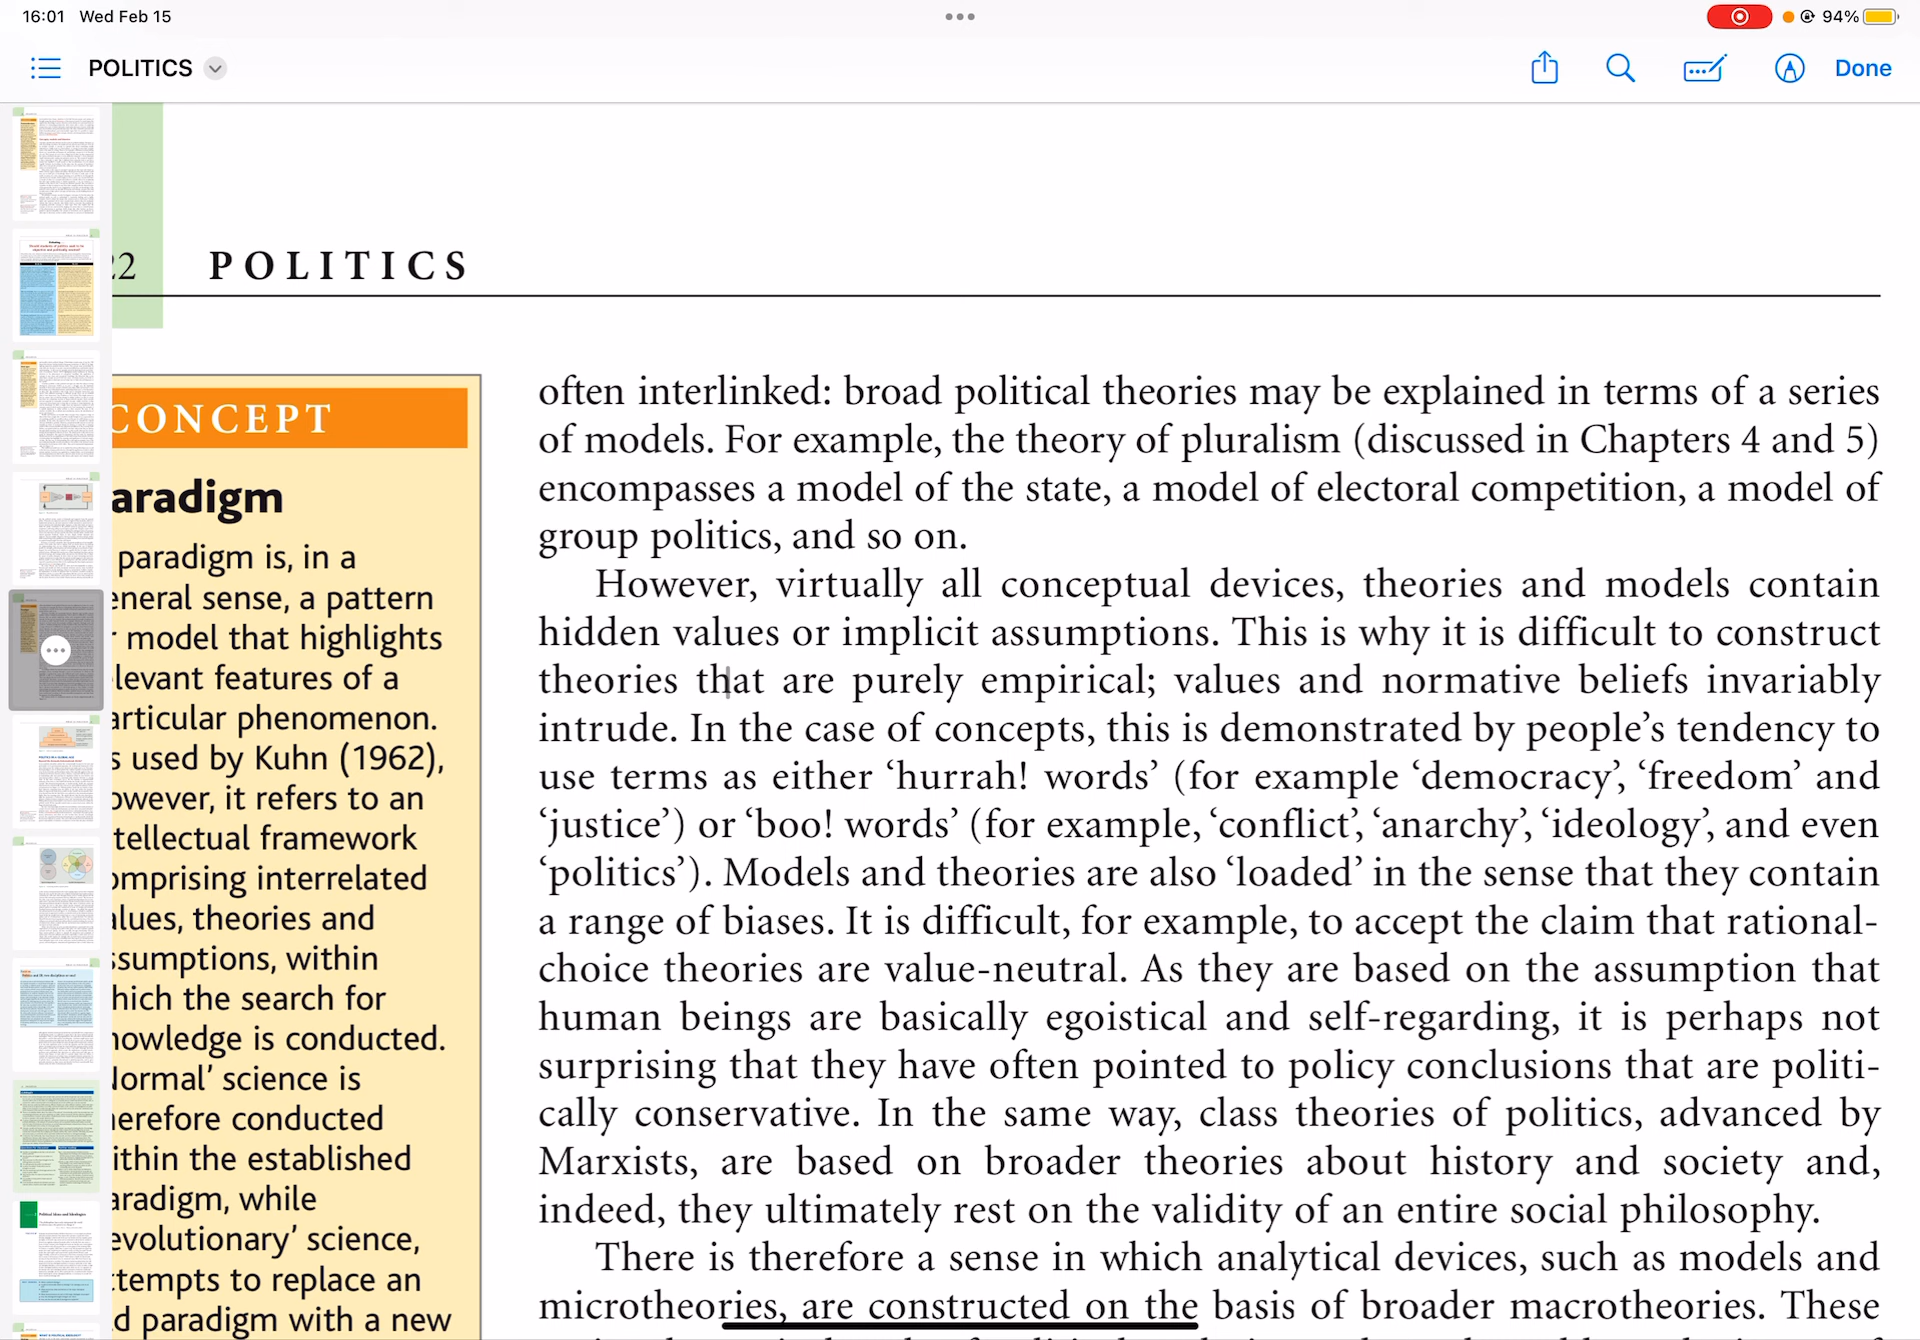 16:01 Wed Feb 15
94%
POLITICS
Done
22 POLITICS
CONCEPT
aradigm
paradigm is, in a
eneral sense, a pattern
r model that highlights
levant features of a
articular phenomenon.
s used by Kuhn (1962),
owever, it refers to an
tellectual framework
omprising interrelated
alues, theories and
ssumptions, within
hich the search for
nowledge is conducted.
Normal’ science is
herefore conducted
ithin the established
aradigm, while
evolutionary’ science,
ttempts to replace an
d paradigm with a new
often interlinked: broad political theories may be explained in terms of a series
of models. For example, the theory of pluralism (discussed in Chapters 4 and 5)
encompasses a model of the state, a model of electoral competition, a model of
group politics, and so on.
However, virtually all conceptual devices, theories and models contain
hidden values or implicit assumptions. This is why it is difficult to construct
theories that are purely empirical; values and normative beliefs invariably
intrude. In the case of concepts, this is demonstrated by people’s tendency to
use terms as either ‘hurrah! words’ (for example ‘democracy’, ‘freedom’ and
‘justice’) or ‘boo! words’ (for example, ‘conflict’, ‘anarchy’, ‘ideology’, and even
‘politics’). Models and theories are also ‘loaded’ in the sense that they contain
a range of biases. It is difficult, for example, to accept the claim that rational-
choice theories are value-neutral. As they are based on the assumption that
human beings are basically egoistical and self-regarding, it is perhaps not
surprising that they have often pointed to policy conclusions that are politi-
cally conservative. In the same way, class theories of politics, advanced by
Marxists, are based on broader theories about history and society and,
indeed, they ultimately rest on the validity of an entire social philosophy.
There is therefore a sense in which analytical devices, such as models and
microtheories, are constructed on the basis of broader macrotheories. These